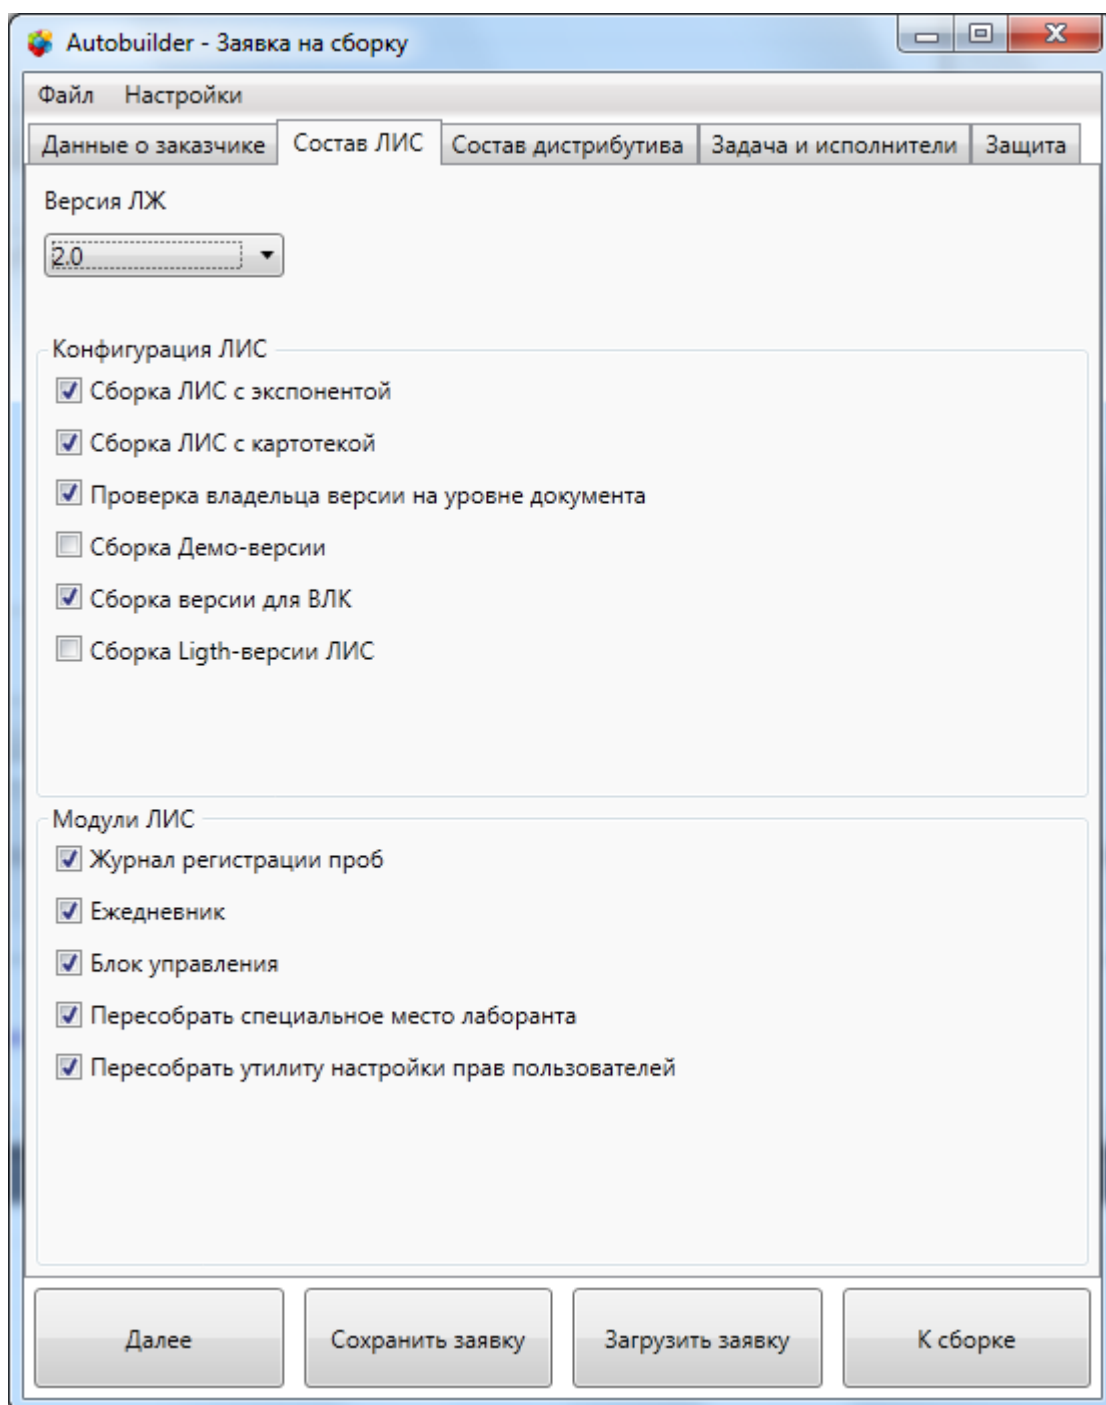 Autobuilder - Заявка на сборку
Файл Настройки
Данные о заказчике Состав ЛИС Состав дистрибутива Задача и исполнители Защита
Версия ЛЖ
2.0
Конфигурация ЛИС
Сборка ЛИС с экспонентой
Сборка ЛИС с картотекой
Проверка владельца версии на уровне документа
Сборка Демо-версии
Сборка версии для ВЛК
Сборка Ligth-версии ЛИС
Модули ЛИС
Журнал регистрации проб
Ежедневник
Блок управления
Пересобрать специальное место лаборанта
Пересобрать утилиту настройки прав пользователей
Далее Сохранить заявку Загрузить заявку К сборке